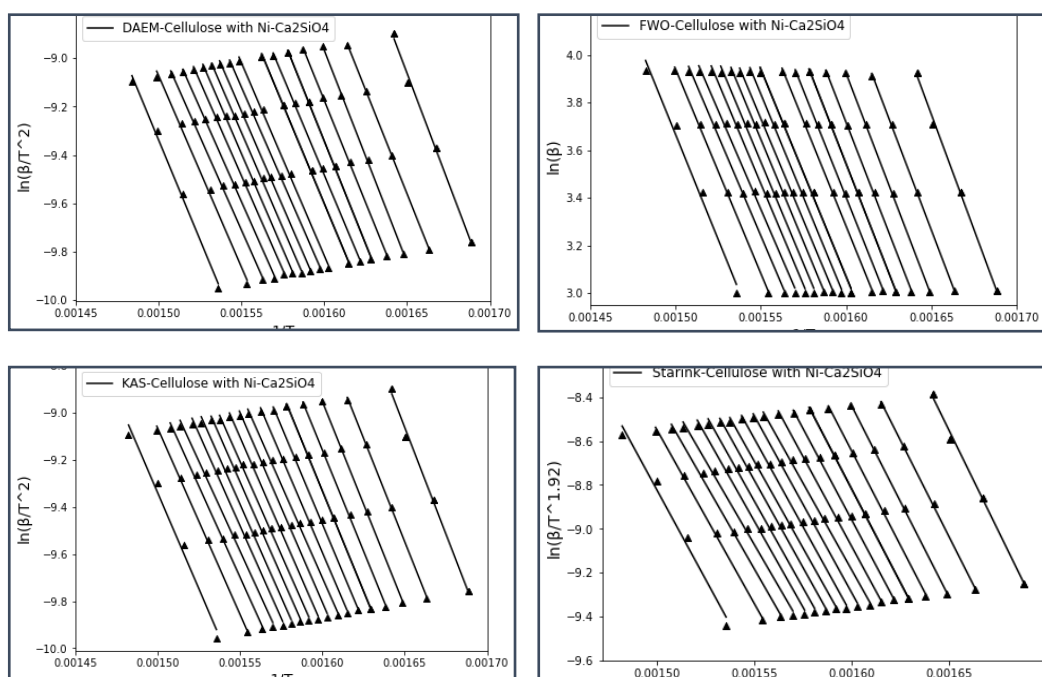 DAEM-Cellulose with Ni-Ca2SiO4
−9.0
−9.2
−9.4
−9.6
−9.8
−10.0
ln(β/T^2)
0.00145 0.00150 0.00155 0.00160 0.00165 0.00170
1/T
FWO-Cellulose with Ni-Ca2SiO4
4.0
3.8
3.6
3.4
3.2
3.0
ln(β)
0.00145 0.00150 0.00155 0.00160 0.00165 0.00170
KAS-Cellulose with Ni-Ca2SiO4
−9.0
−9.2
−9.4
−9.6
−9.8
−10.0
ln(β/T^2)
0.00145 0.00150 0.00155 0.00160 0.00165 0.00170
1/T
Starink-Cellulose with Ni-Ca2SiO4
−8.4
−8.6
−8.8
−9.0
−9.2
−9.4
−9.6
ln(β/T^1.92)
0.00150 0.00155 0.00160 0.00165